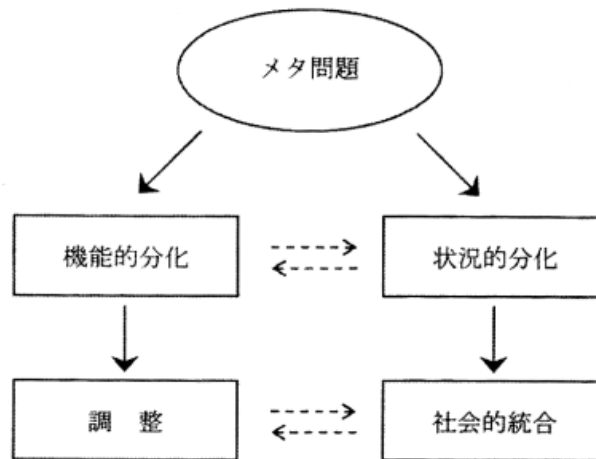 メタ問題
機能的分化
状況的分化
調　整
社会的統合